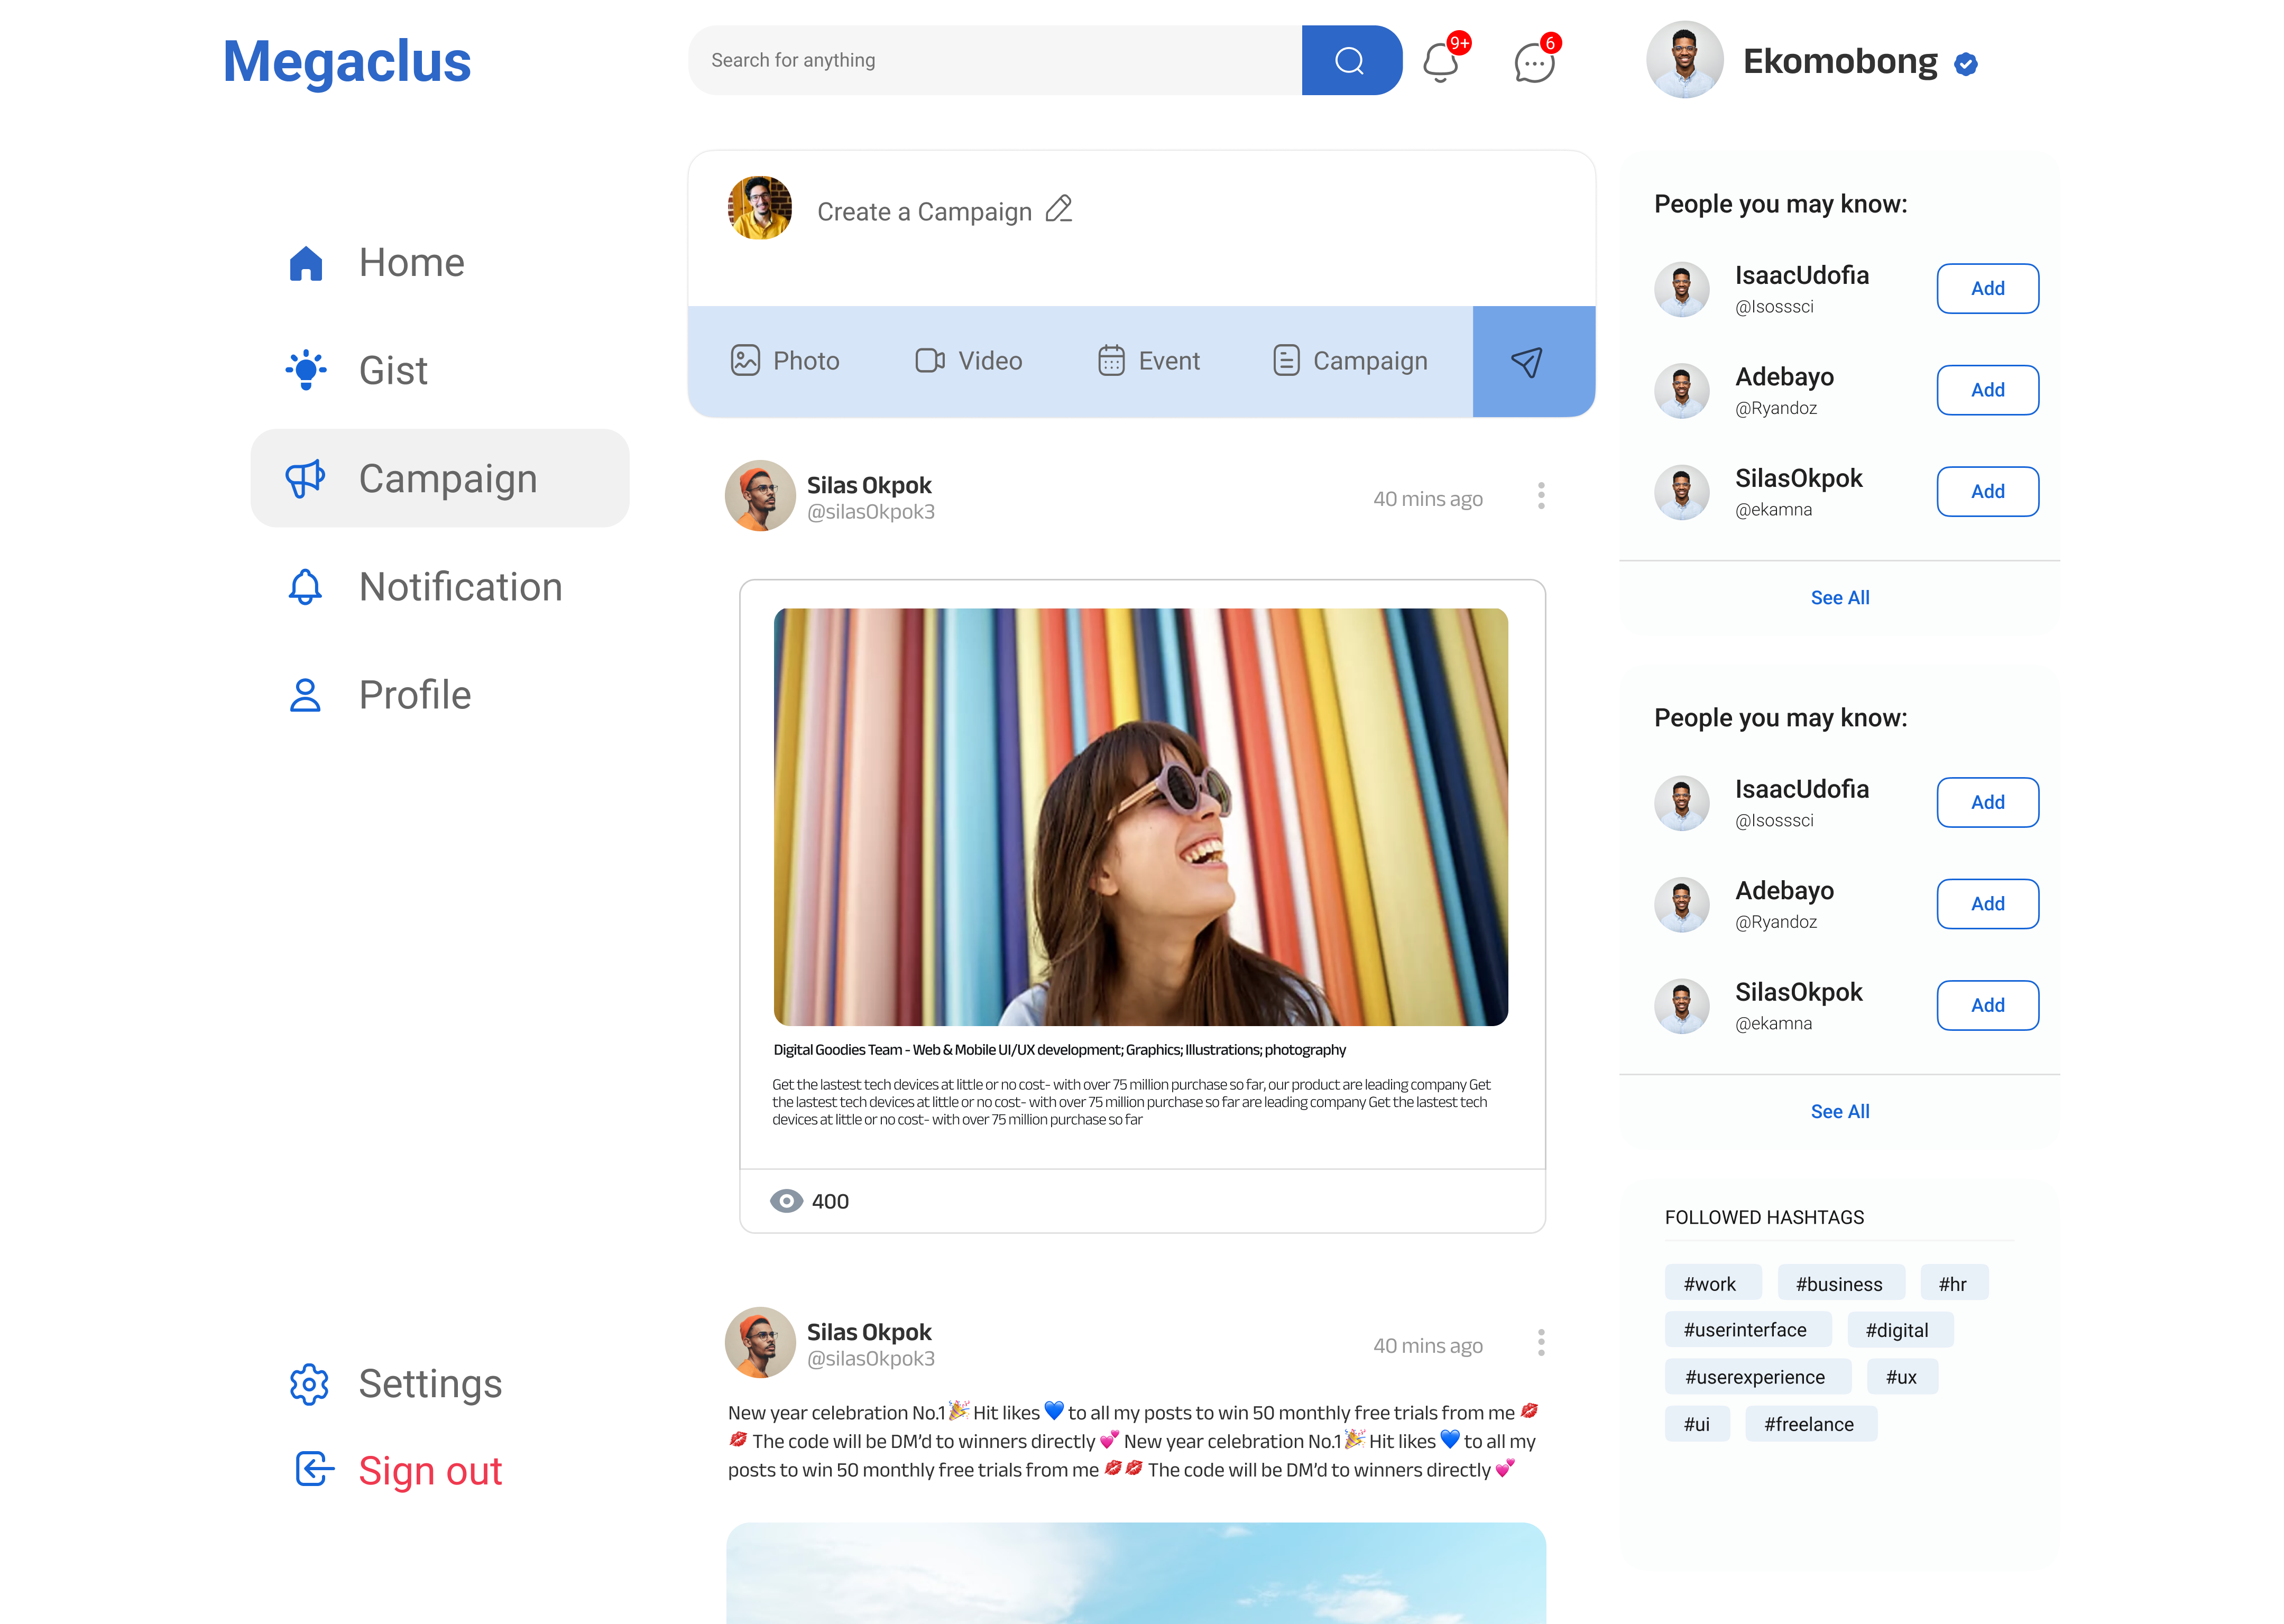 Megaclus
Search for anything
9+
6
Ekomobong
Home
Gist
Campaign
Notification
Profile
Settings
Sign out
Create a Campaign
Photo
Video
Event
Campaign
Silas Okpok
@silasOkpok3
40 mins ago
Digital Goodies Team - Web & Mobile UI/UX development; Graphics; Illustrations; photography
Get the lastest tech devices at little or no cost- with over 75 million purchase so far, our product are leading company Get
the lastest tech devices at little or no cost- with over 75 million purchase so far are leading company Get the lastest tech
devices at little or no cost- with over 75 million purchase so far
400
Silas Okpok
@silasOkpok3
40 mins ago
New year celebration No.1🎉 Hit likes 💙 to all my posts to win 50 monthly free trials from me 💋
💋 The code will be DM’d to winners directly 💕 New year celebration No.1🎉 Hit likes 💙 to all my
posts to win 50 monthly free trials from me 💋💋 The code will be DM’d to winners directly 💕
People you may know:
IsaacUdofia
@Isosssci
Add
Adebayo
@Ryandoz
Add
SilasOkpok
@ekamna
Add
See All
People you may know:
IsaacUdofia
@Isosssci
Add
Adebayo
@Ryandoz
Add
SilasOkpok
@ekamna
Add
See All
FOLLOWED HASHTAGS
#work #business #hr
#userinterface #digital
#userexperience #ux
#ui #freelance